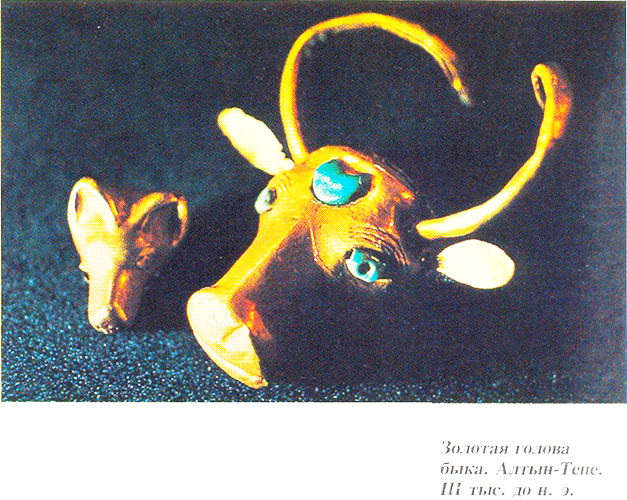 Золотая голова
быка. Алтын-Тепе.
III тыс. до н. э.